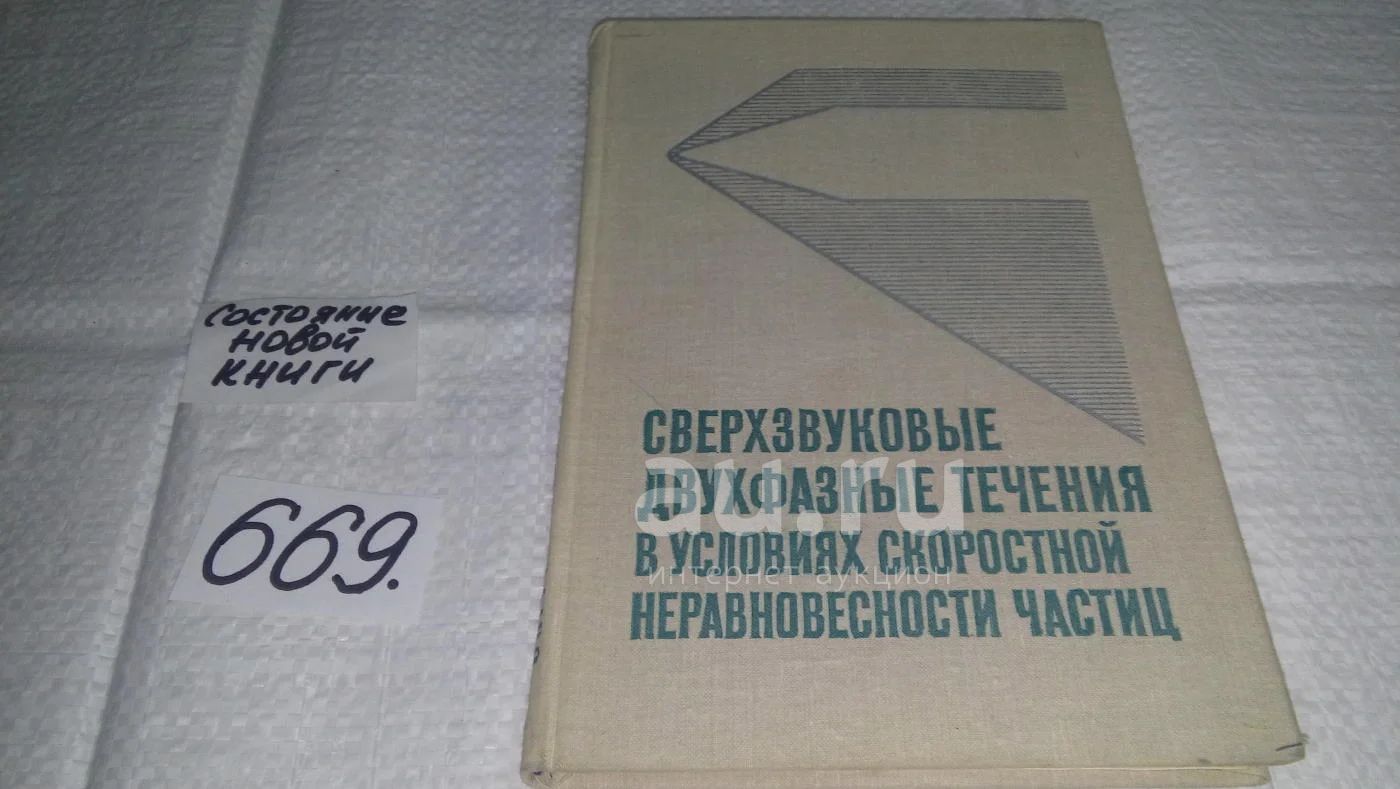 состояние
новой
книги
669.
СВЕРХЗВУКОВЫЕ
ДВУХФАЗНЫЕ ТЕЧЕНИЯ
В УСЛОВИЯХ СКОРОСТНОЙ
НЕРАВНОВЕСНОСТИ ЧАСТИЦ
au.ru
интернет аукцион